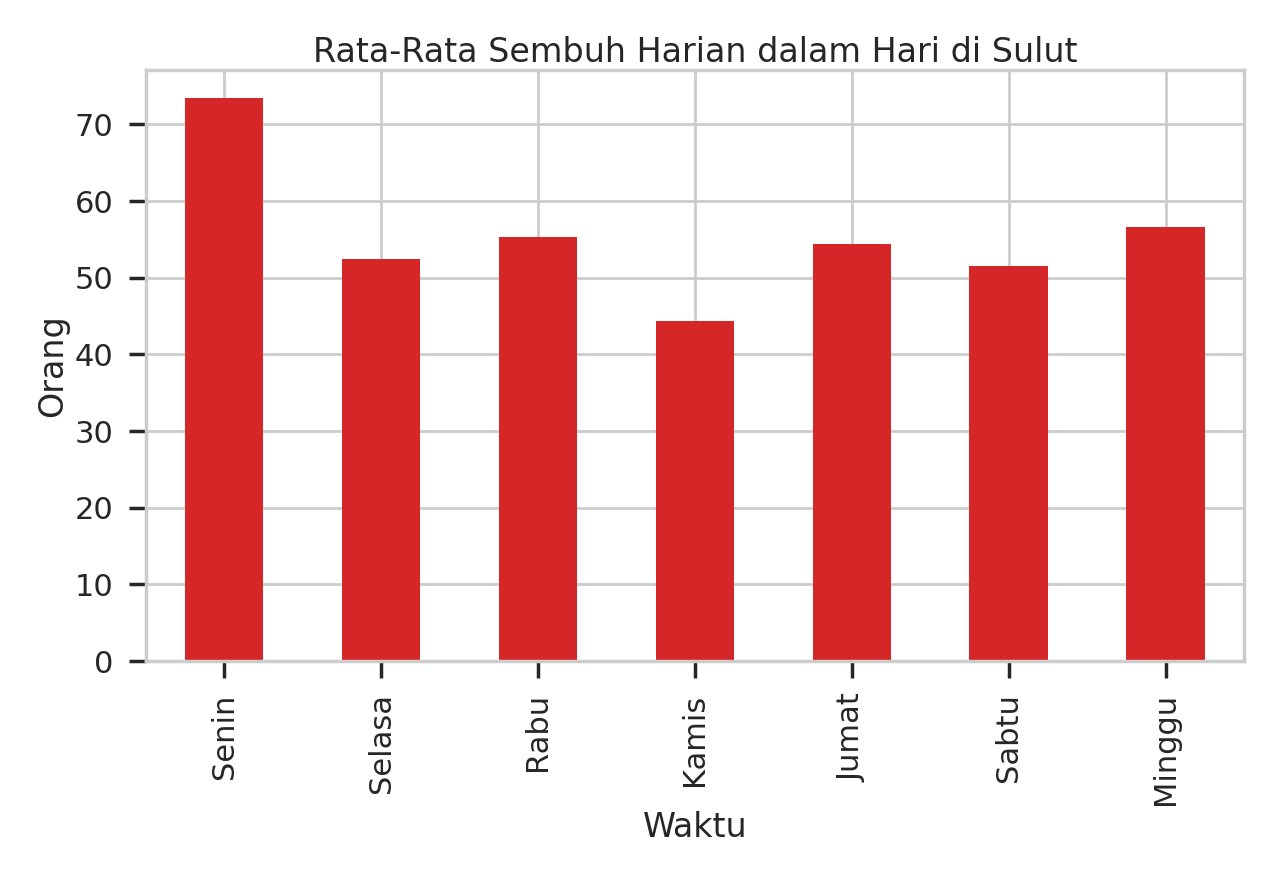 Rata-Rata Sembuh Harian dalam Hari di Sulut
Orang
70
60
50
40
30
20
10
0
Senin
Selasa
Rabu
Kamis
Jumat
Sabtu
Minggu
Waktu